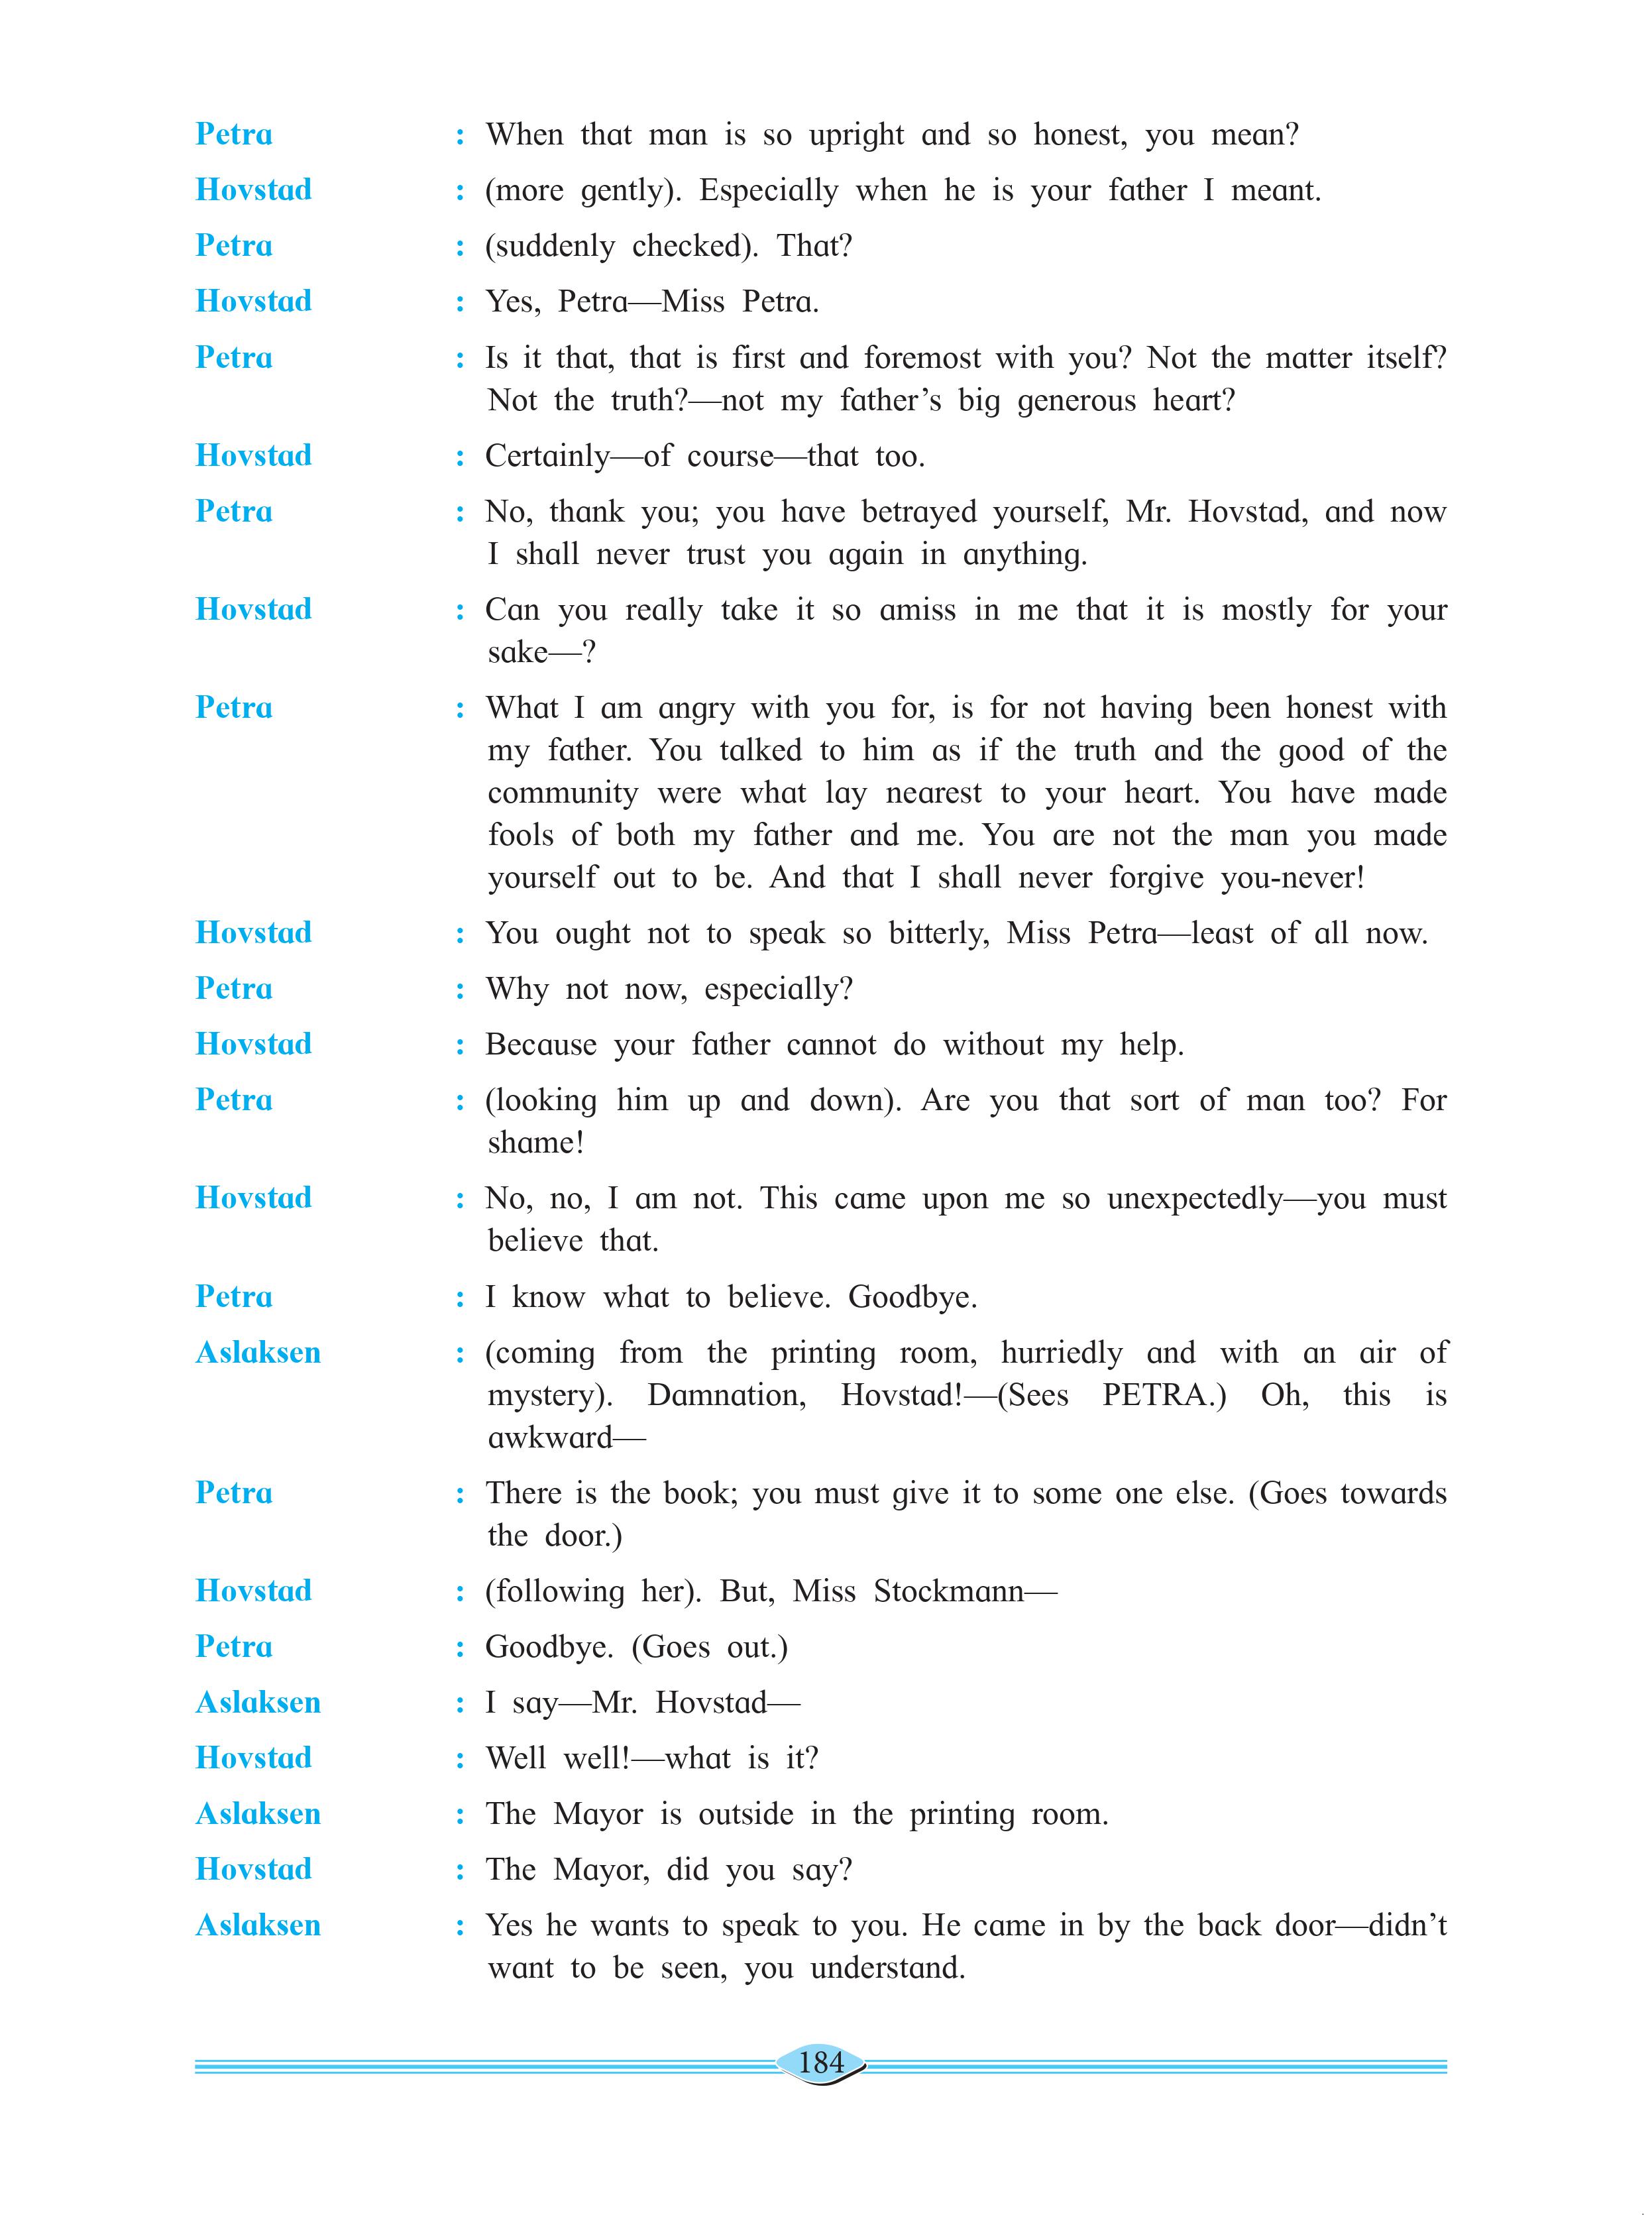 Petra : When that man is so upright and so honest, you mean?
Hovstad : (more gently). Especially when he is your father I meant.
Petra : (suddenly checked). That?
Hovstad : Yes, Petra—Miss Petra.
Petra : Is it that, that is first and foremost with you? Not the matter itself?
Not the truth?—not my father’s big generous heart?
Hovstad : Certainly—of course—that too.
Petra : No, thank you; you have betrayed yourself, Mr. Hovstad, and now
I shall never trust you again in anything.
Hovstad : Can you really take it so amiss in me that it is mostly for your
sake—?
Petra : What I am angry with you for, is for not having been honest with
my father. You talked to him as if the truth and the good of the
community were what lay nearest to your heart. You have made
fools of both my father and me. You are not the man you made
yourself out to be. And that I shall never forgive you-never!
Hovstad : You ought not to speak so bitterly, Miss Petra—least of all now.
Petra : Why not now, especially?
Hovstad : Because your father cannot do without my help.
Petra : (looking him up and down). Are you that sort of man too? For
shame!
Hovstad : No, no, I am not. This came upon me so unexpectedly—you must
believe that.
Petra : I know what to believe. Goodbye.
Aslaksen : (coming from the printing room, hurriedly and with an air of
mystery). Damnation, Hovstad!—(Sees PETRA.) Oh, this is
awkward—
Petra : There is the book; you must give it to some one else. (Goes towards
the door.)
Hovstad : (following her). But, Miss Stockmann—
Petra : Goodbye. (Goes out.)
Aslaksen : I say—Mr. Hovstad—
Hovstad : Well well!—what is it?
Aslaksen : The Mayor is outside in the printing room.
Hovstad : The Mayor, did you say?
Aslaksen : Yes he wants to speak to you. He came in by the back door—didn’t
want to be seen, you understand.
184